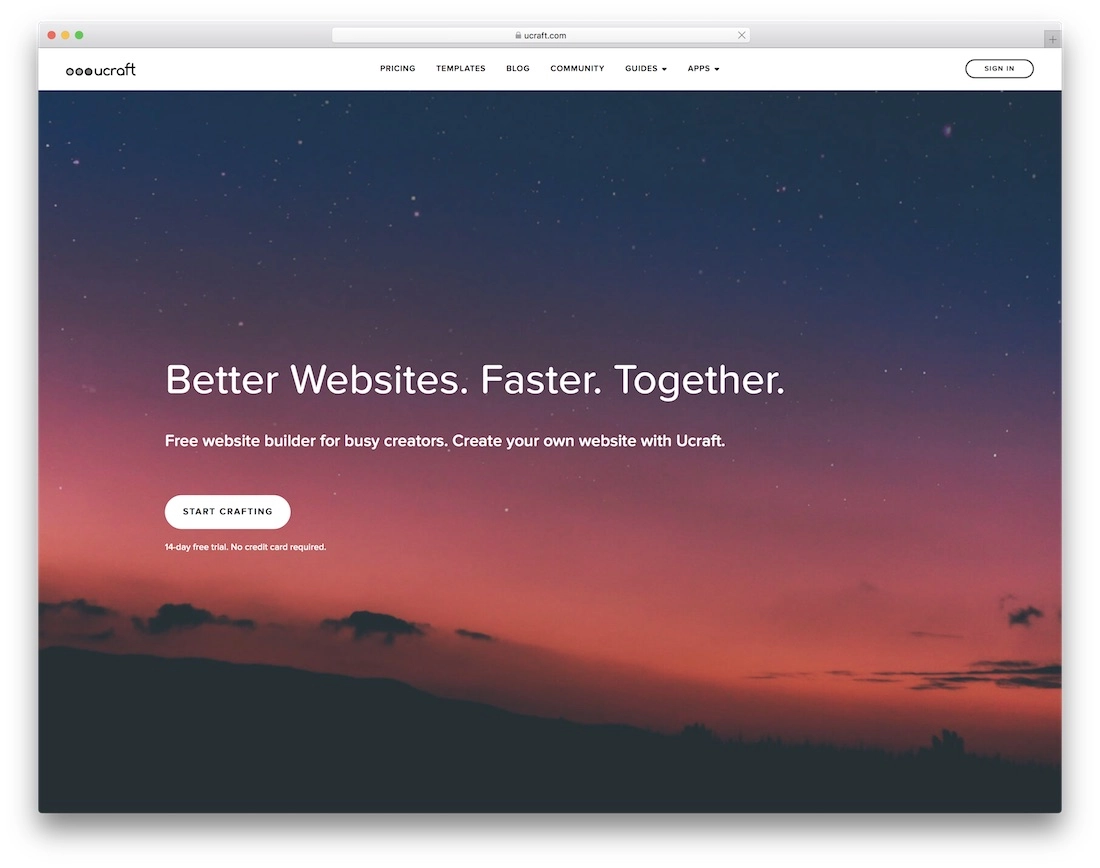 ucraft.com
ucraft
PRICING TEMPLATES BLOG COMMUNITY GUIDES APPS
SIGN IN
Better Websites. Faster. Together.
Free website builder for busy creators. Create your own website with Ucraft.
START CRAFTING
14-day free trial. No credit card required.